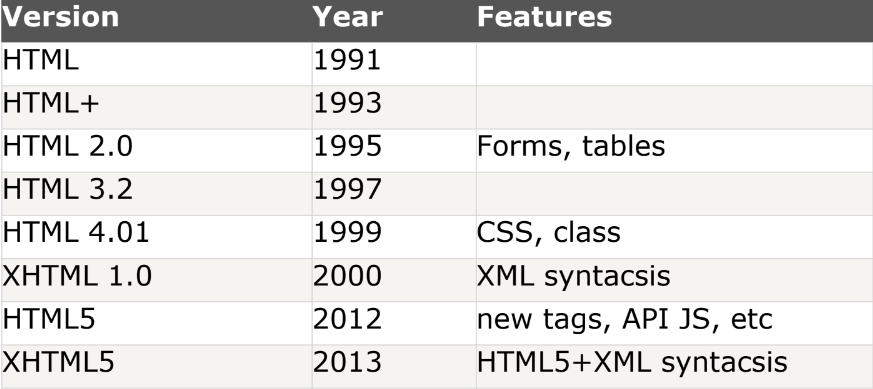 Version Year Features
HTML 1991
HTML+ 1993
HTML 2.0 1995 Forms, tables
HTML 3.2 1997
HTML 4.01 1999 CSS, class
XHTML 1.0 2000 XML syntacsis
HTML5 2012 new tags, API JS, etc
XHTML5 2013 HTML5+XML syntacsis